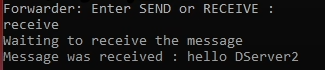 Forwarder: Enter SEND or RECEIVE :
receive
Waiting to receive the message
Message was received : hello DServer2